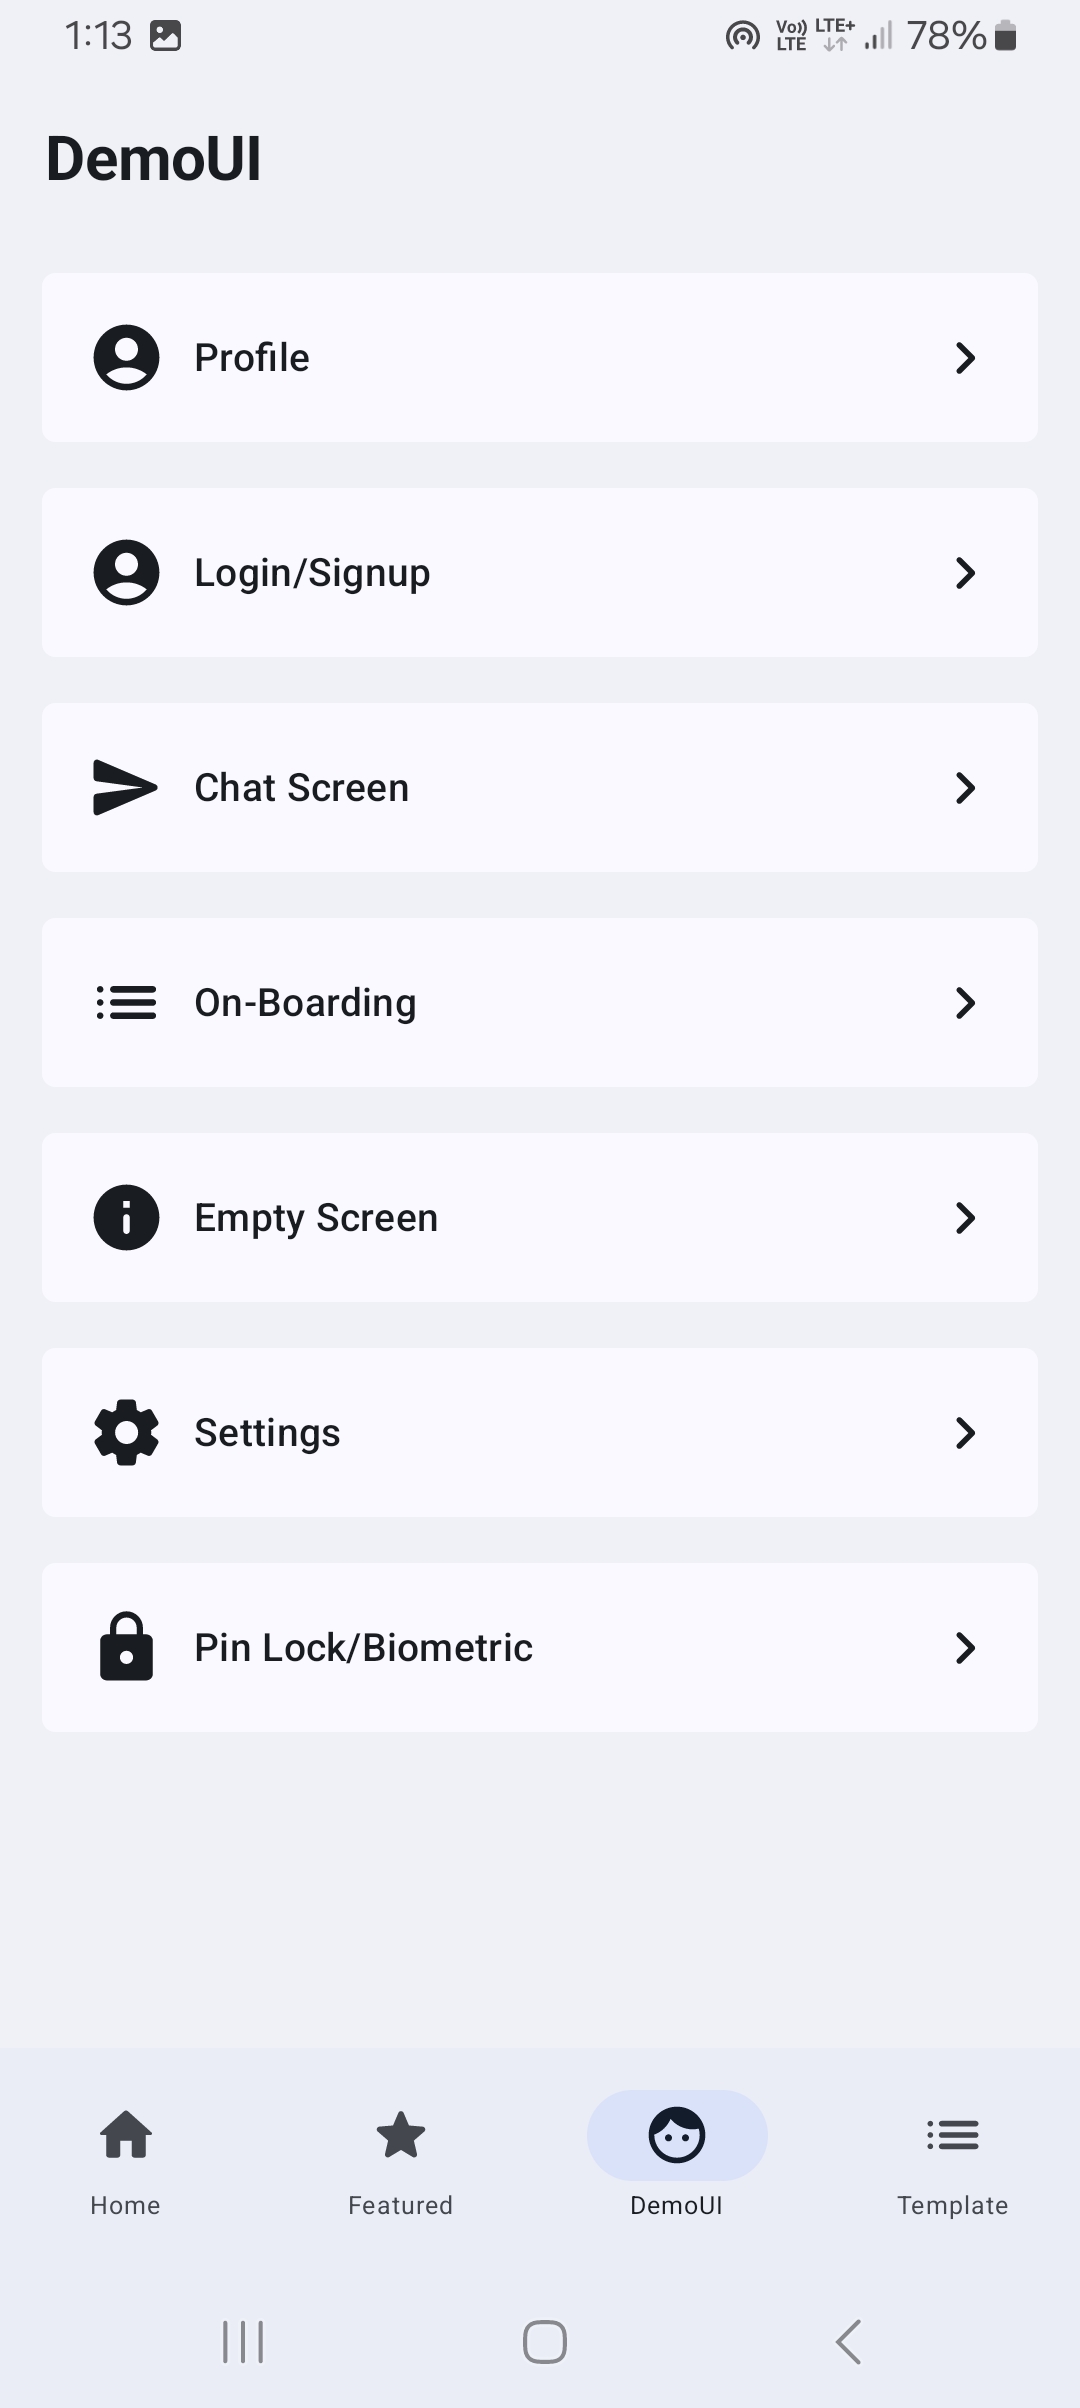 1:13
Vo)) LTE LTE+ 78%
DemoUI
Profile
Login/Signup
Chat Screen
On-Boarding
Empty Screen
Settings
Pin Lock/Biometric
Home Featured DemoUI Template